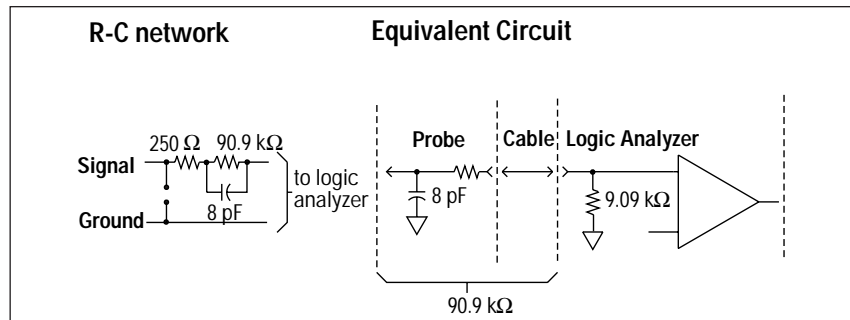 R-C network
Equivalent Circuit
250 Ω
90.9 kΩ
Signal
8 pF
Ground
to logic
analyzer
Probe
Cable
Logic Analyzer
8 pF
9.09 kΩ
90.9 kΩ